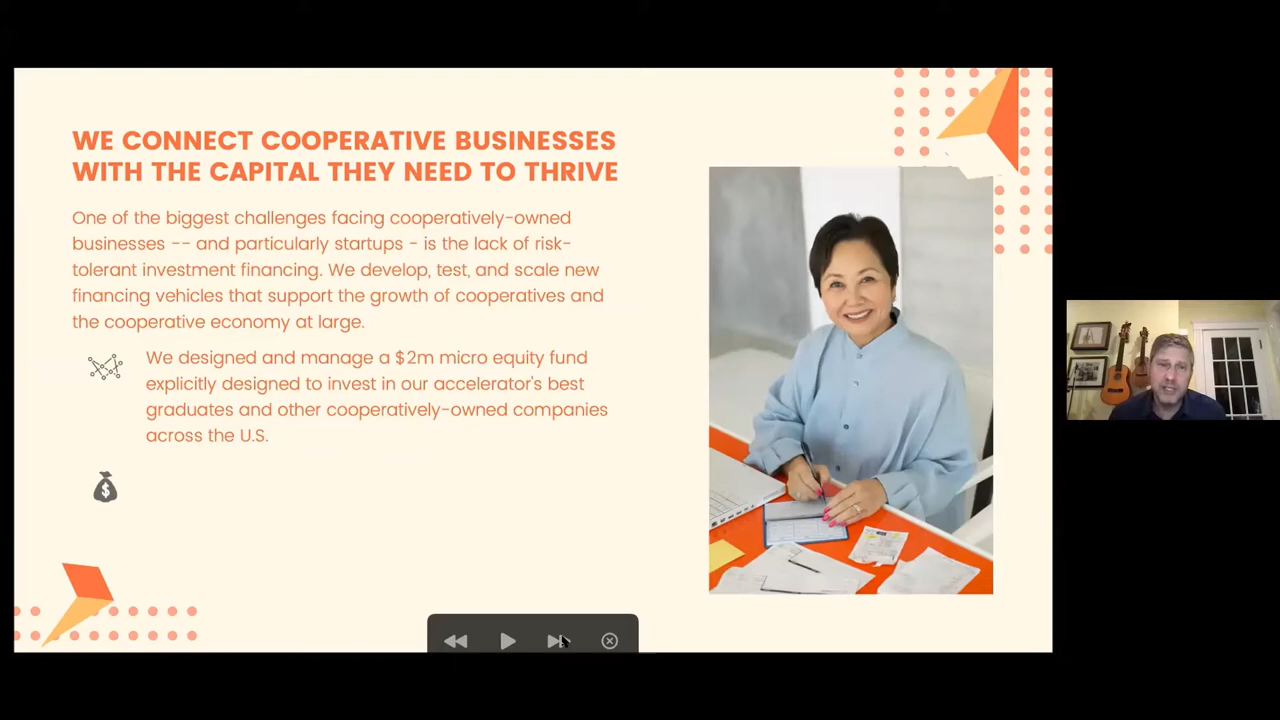 WE CONNECT COOPERATIVE BUSINESSES
WITH THE CAPITAL THEY NEED TO THRIVE
One of the biggest challenges facing cooperatively-owned
businesses -- and particularly startups - is the lack of risk-
tolerant investment financing. We develop, test, and scale new
financing vehicles that support the growth of cooperatives and
the cooperative economy at large.
We designed and manage a $2m micro equity fund
explicitly designed to invest in our accelerator's best
graduates and other cooperatively-owned companies
across the U.S.
$